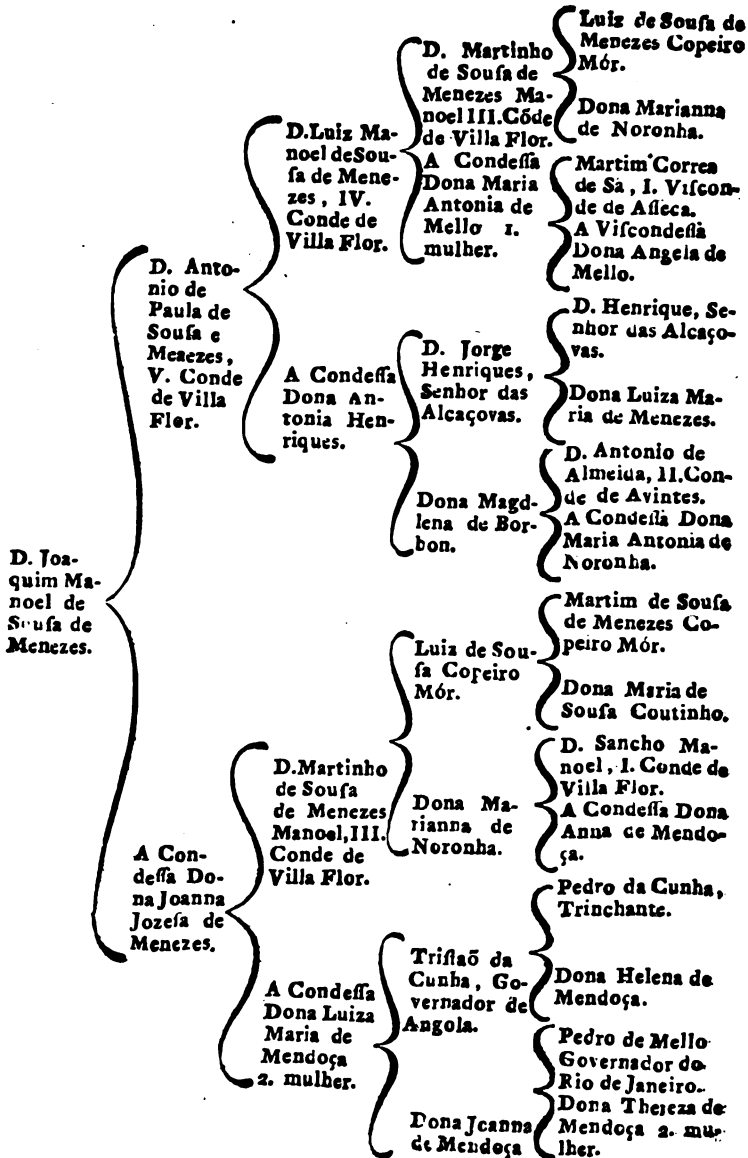 D. Joa-
quim Ma-
noel de
Sousa de
Menezes.
D. Anto-
nio de
Paula de
Souſa e
Menezes,
V. Conde
de Villa
Flor.
A Con-
deſſa Do-
na Joanna
Jozeſa de
Menezes.
D.Luiz Ma-
noel deSou-
ſa de Mene-
zes, IV.
Conde de
Villa Flor.
A Condeſſa
Dona An-
tonia Hen-
riques.
D.Martinho
de Souſa
de Menezes
Manoel,III.
Conde de
Villa Flor.
A Condeſſa
Dona Luiza
Maria de
Mendoça
2. mulher.
D. Martinho
de Souſa de
Menezes Ma-
noel III.Cõde
de Villa Flor.
A Condeſſa
Dona Maria
Antonia de
Mello 1.
mulher.
D. Jorge
Henriques,
Senhor das
Alcaçovas.
Dona Magd-
lena de Bor-
bon.
Luiz de Sou-
ſa Copeiro
Mór.
Dona Ma-
rianna de
Noronha.
Triſtaõ da
Cunha, Go-
vernador de
Angola.
Dona Joanna
de Mendoça
Luiz de Souſa de
Menezes Copeiro
Mór.
Dona Marianna
de Noronha.
Martim Correa
de Sà, I. Viſcon-
de de Aſſeca.
A Viſcondeſſa
Dona Angela de
Mello.
D. Henrique, Se-
nhor das Alcaço-
vas.
Dona Luiza Ma-
ria de Menezes.
D. Antonio de
Almeida, II.Con-
de de Avintes.
A Condeſſa Dona
Maria Antonia de
Noronha.
Martim de Souſa
de Menezes Co-
peiro Mór.
Dona Maria de
Souſa Coutinho.
D. Sancho Ma-
noel, I. Conde de
Villa Flor.
A Condeſſa Dona
Anna de Mendo-
ça.
Pedro da Cunha,
Trinchante.
Dona Helena de
Mendoça.
Pedro de Mello
Governador do
Rio de Janeiro.
Dona Thereza de
Mendoça 2. mu-
lher.